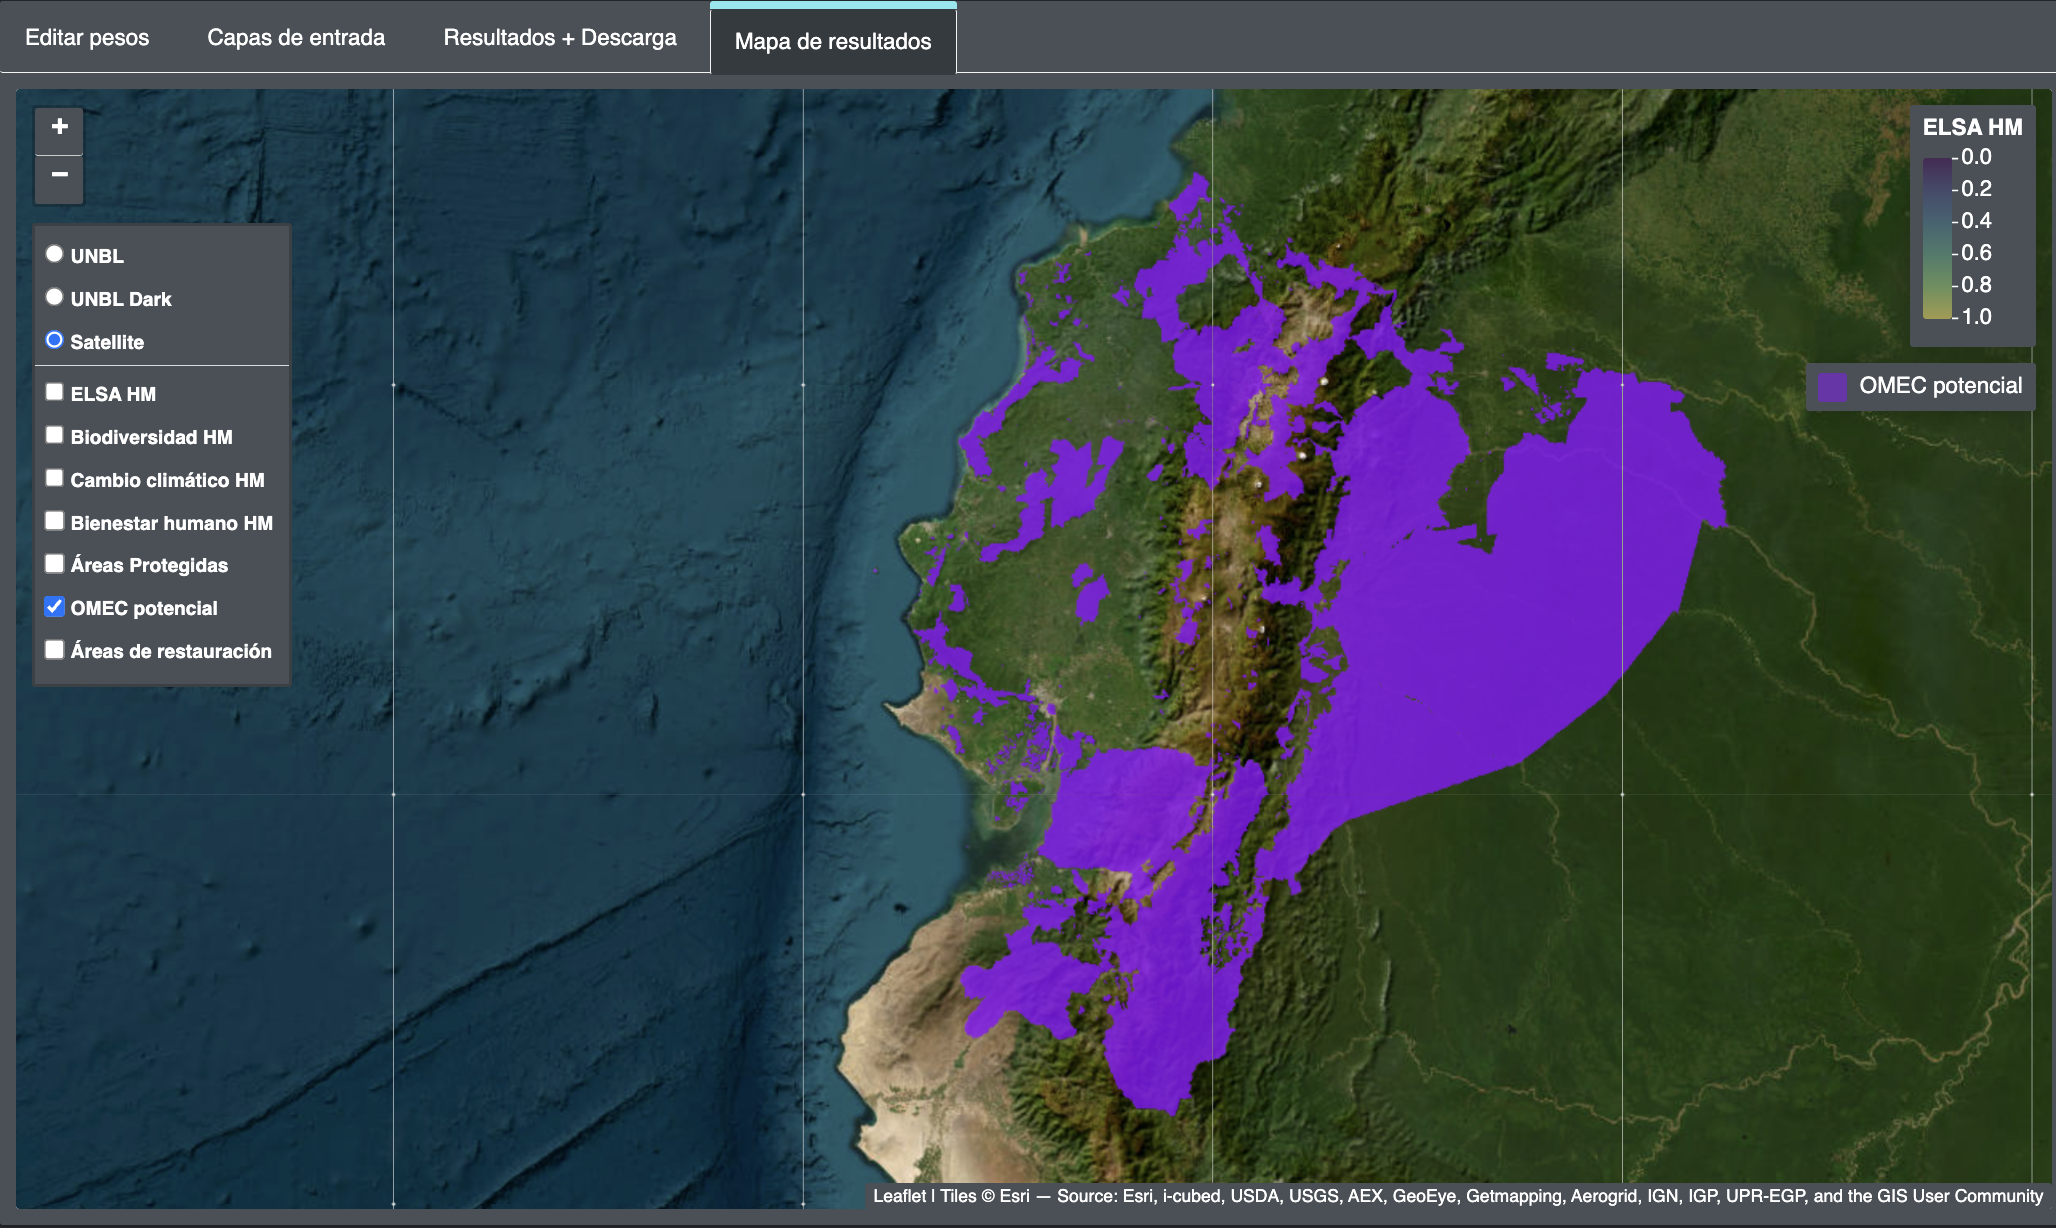 Editar pesos
Capas de entrada
Resultados + Descarga
Mapa de resultados
+
−
UNBL
UNBL Dark
Satellite
ELSA HM
Biodiversidad HM
Cambio climático HM
Bienestar humano HM
Áreas Protegidas
OMEC potencial
Áreas de restauración
ELSA HM
0.0
0.2
0.4
0.6
0.8
1.0
OMEC potencial
Leaflet | Tiles © Esri — Source: Esri, i-cubed, USDA, USGS, AEX, GeoEye, Getmapping, Aerogrid, IGN, IGP, UPR-EGP, and the GIS User Community